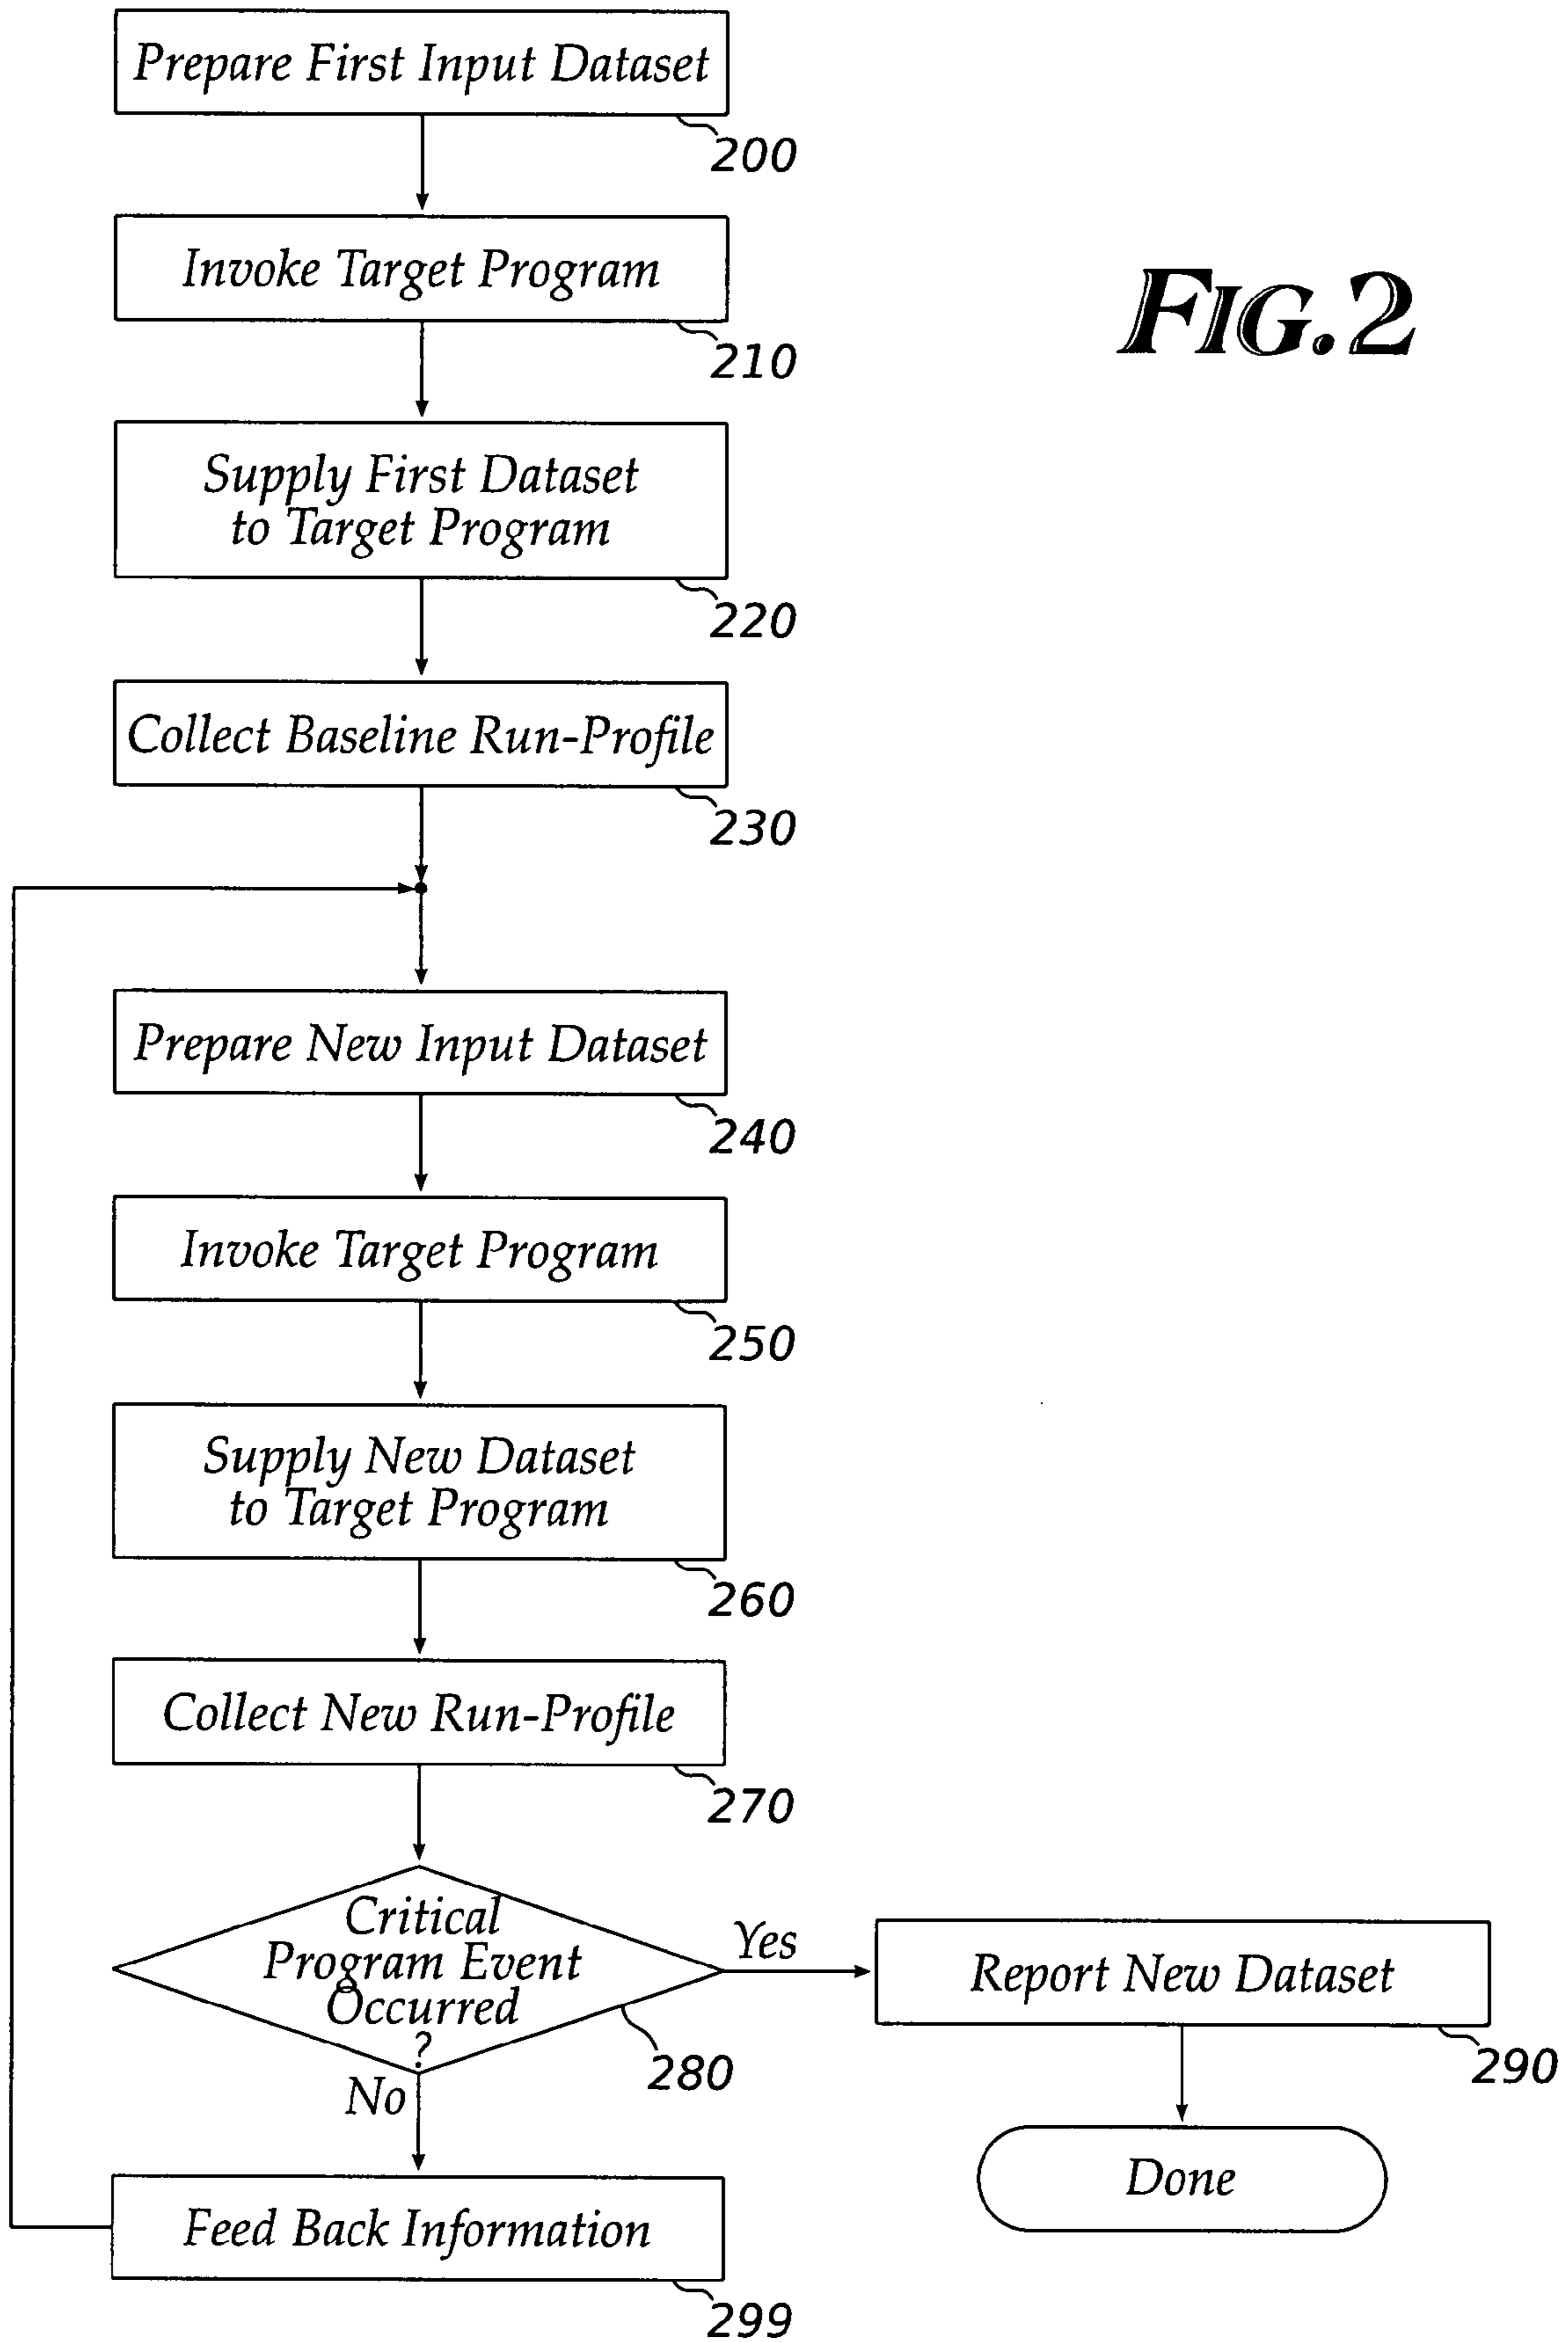 Prepare First Input Dataset
200
Invoke Target Program
210
FIG.2
Supply First Dataset
to Target Program
220
Collect Baseline Run-Profile
230
Prepare New Input Dataset
240
Invoke Target Program
250
Supply New Dataset
to Target Program
260
Collect New Run-Profile
270
Critical
Program Event
Occurred
?
280
Yes
Report New Dataset
290
Done
No
Feed Back Information
299